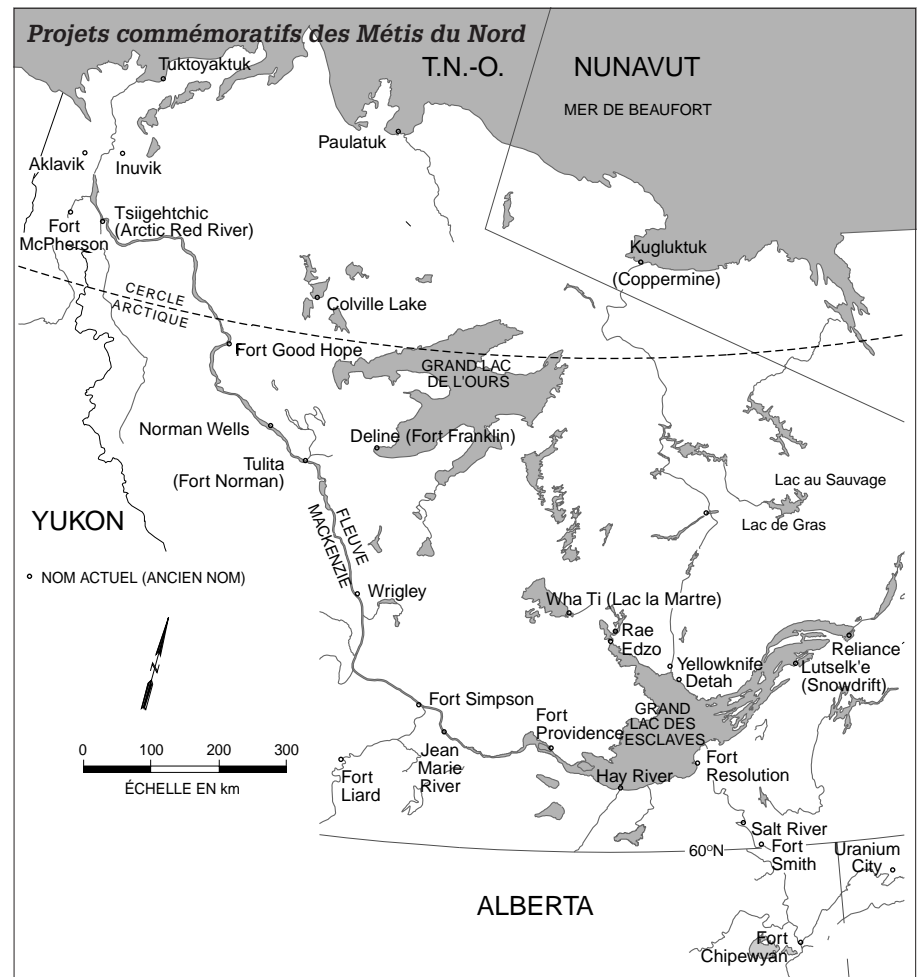 Projets commémoratifs des Métis du Nord
T.N.-O.
NUNAVUT
Tuktoyaktuk
MER DE BEAUFORT
Paulatuk
Aklavik
Inuvik
Tsiigehtchic
(Arctic Red River)
Fort
McPherson
Kugluktuk
(Coppermine)
CERCLE
ARCTIQUE
Colville Lake
Fort Good Hope
GRAND LAC
DE L'OURS
Norman Wells
Deline (Fort Franklin)
Tulita
(Fort Norman)
Lac au Sauvage
Lac de Gras
YUKON
FLEUVE
MACKENZIE
NOM ACTUEL (ANCIEN NOM)
Wrigley
Wha Ti (Lac la Martre)
Rae
Edzo
Reliance
Yellowknife
Detah
Lutselk'e
(Snowdrift)
N
Fort Simpson
GRAND
LAC DES
ESCLAVES
Fort
Providence
0 100 200 300
ÉCHELLE EN km
Jean
Marie
River
Fort
Liard
Hay River
Fort
Resolution
Salt River
Fort
Smith
60°N
Uranium
City
ALBERTA
Fort
Chipewyan